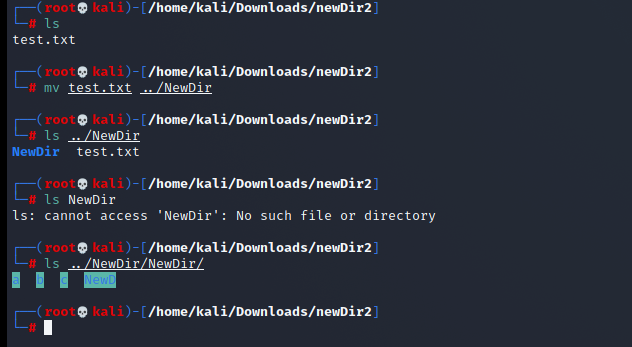 ┌──(root💀kali)-[/home/kali/Downloads/newDir2]
└─# ls
test.txt
┌──(root💀kali)-[/home/kali/Downloads/newDir2]
└─# mv test.txt ../NewDir
┌──(root💀kali)-[/home/kali/Downloads/newDir2]
└─# ls ../NewDir
NewDir  test.txt
┌──(root💀kali)-[/home/kali/Downloads/newDir2]
└─# ls NewDir
ls: cannot access 'NewDir': No such file or directory
┌──(root💀kali)-[/home/kali/Downloads/newDir2]
└─# ls ../NewDir/NewDir/
a  b  c  NewD
┌──(root💀kali)-[/home/kali/Downloads/newDir2]
└─#